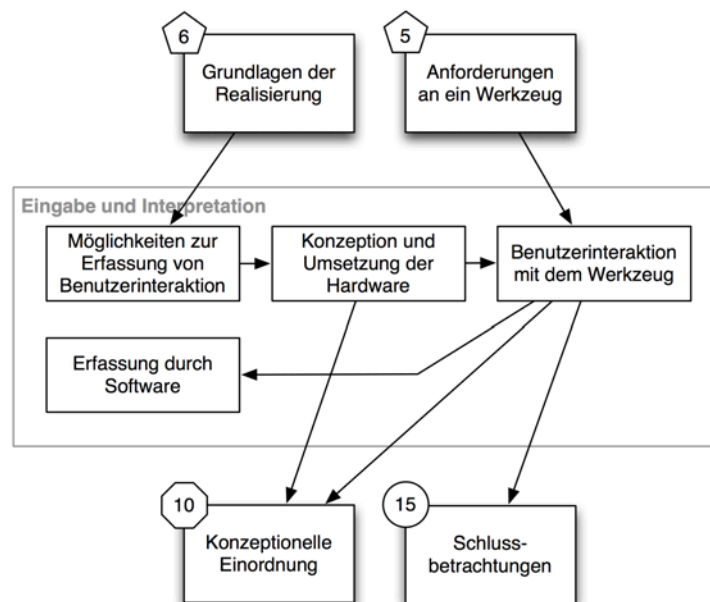 6
Grundlagen der
Realisierung
5
Anforderungen
an ein Werkzeug
Eingabe und Interpretation
Möglichkeiten zur
Erfassung von
Benutzerinteraktion
Konzeption und
Umsetzung der
Hardware
Benutzerinteraktion
mit dem Werkzeug
Erfassung durch
Software
10
Konzeptionelle
Einordnung
15
Schluss-
betrachtungen